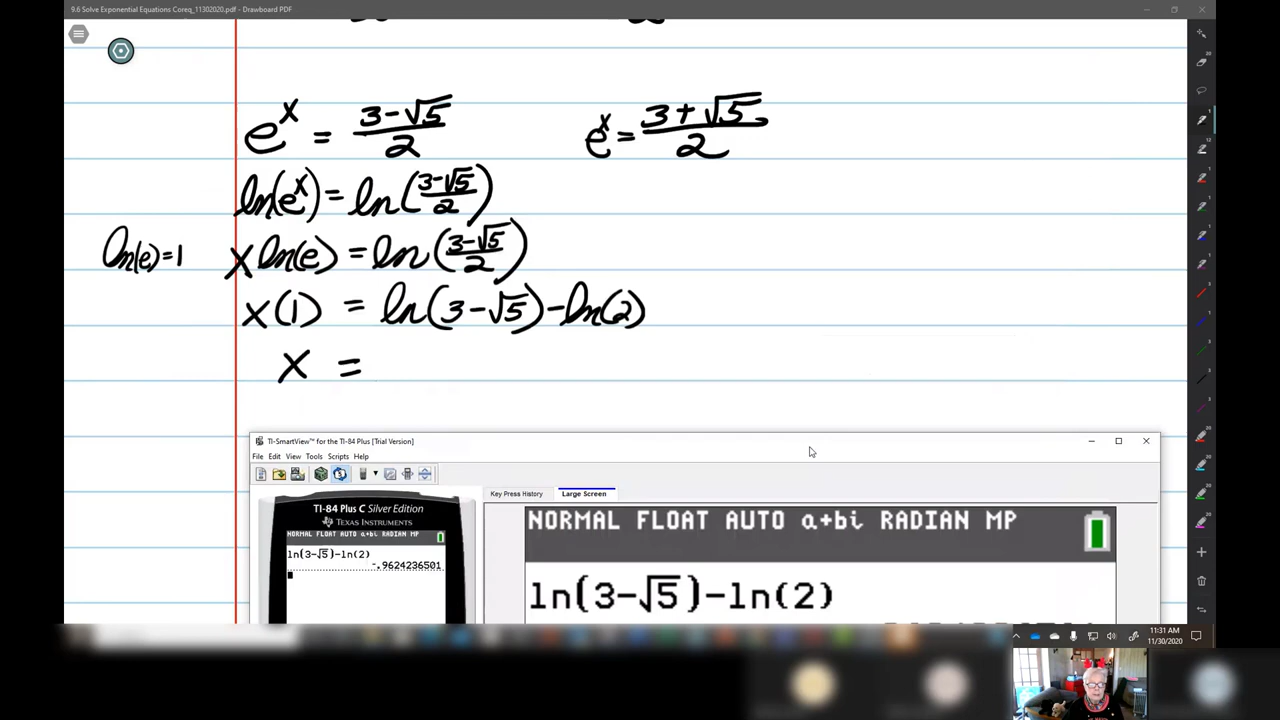 9.6 Solve Exponential Equations Coreq_11302020.pdf - Drawboard PDF
e^x = (3-√5)/2    e^x = (3+√5)/2
ln(e^x) = ln((3-√5)/2)
ln(e)=1    x ln(e) = ln((3-√5)/2)
x(1) = ln(3-√5)-ln(2)
x =
TI-SmartView™ for the TI-84 Plus [Trial Version]
File Edit View Tools Scripts Help
Key Press History    Large Screen
TI-84 Plus C Silver Edition
TEXAS INSTRUMENTS
NORMAL FLOAT AUTO a+bi RADIAN MP
ln(3-√5)-ln(2)
-.9624236501
NORMAL FLOAT AUTO a+bi RADIAN MP
ln(3-√5)-ln(2)
11:31 AM
11/30/2020